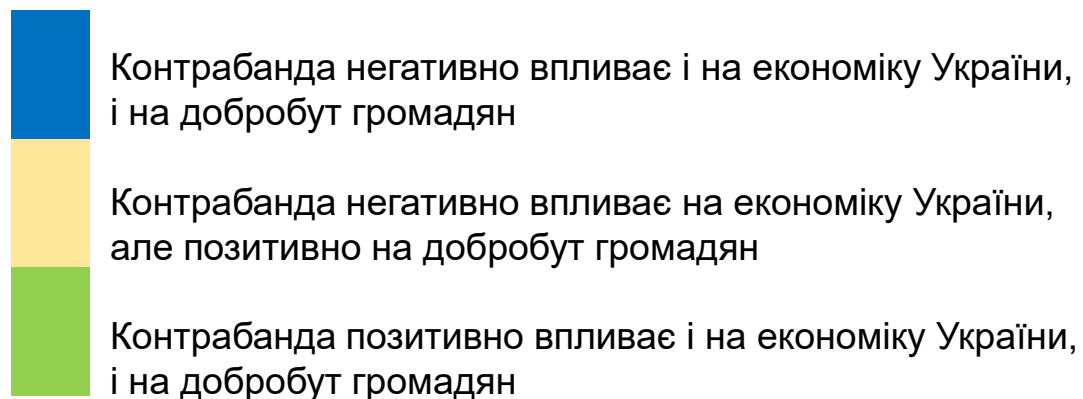 Контрабанда негативно впливає і на економіку України,
і на добробут громадян
Контрабанда негативно впливає на економіку України,
але позитивно на добробут громадян
Контрабанда позитивно впливає і на економіку України,
і на добробут громадян